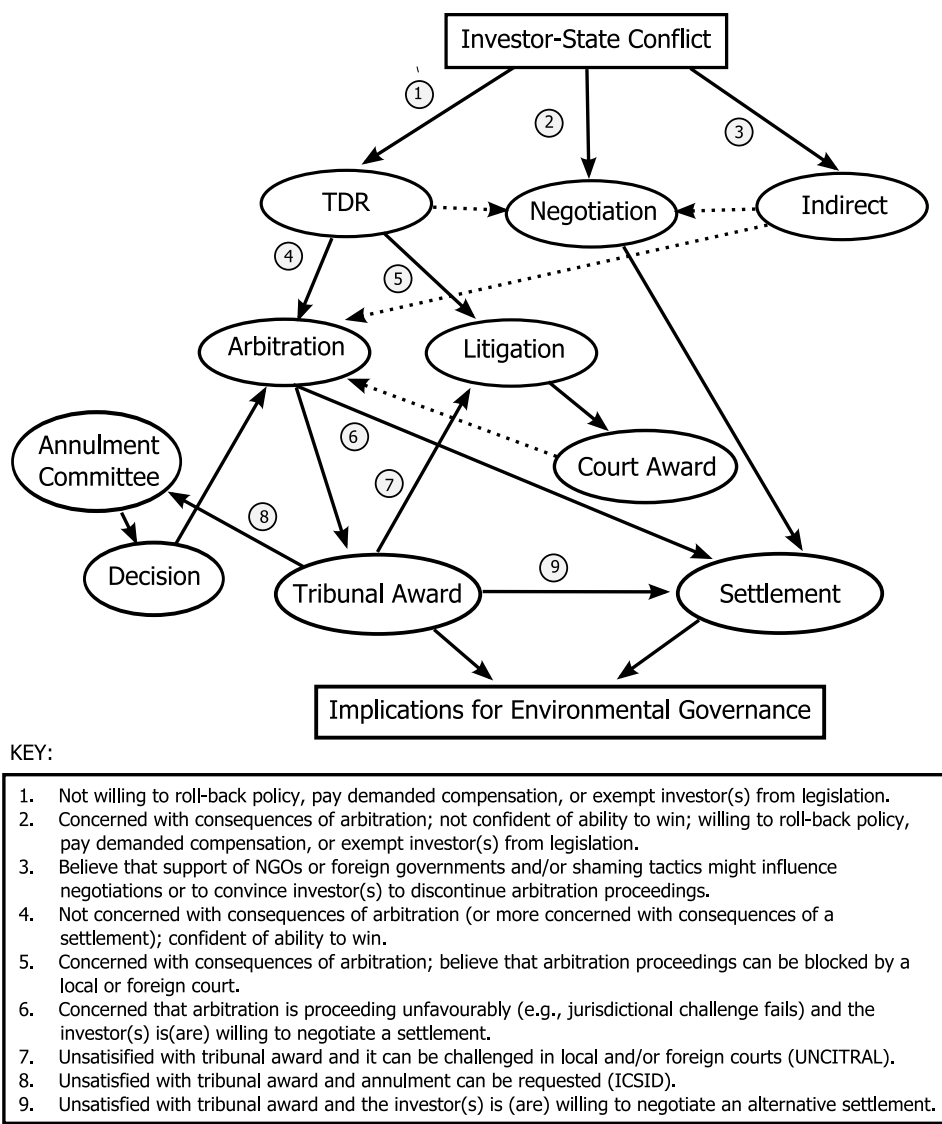 Investor-State Conflict
1
2
3
TDR
Negotiation
Indirect
4
5
Arbitration
Litigation
Annulment
Committee
6
7
Court Award
8
9
Decision
Tribunal Award
Settlement
Implications for Environmental Governance
KEY:
1. Not willing to roll-back policy, pay demanded compensation, or exempt investor(s) from legislation.
2. Concerned with consequences of arbitration; not confident of ability to win; willing to roll-back policy,
pay demanded compensation, or exempt investor(s) from legislation.
3. Believe that support of NGOs or foreign governments and/or shaming tactics might influence
negotiations or to convince investor(s) to discontinue arbitration proceedings.
4. Not concerned with consequences of arbitration (or more concerned with consequences of a
settlement); confident of ability to win.
5. Concerned with consequences of arbitration; believe that arbitration proceedings can be blocked by a
local or foreign court.
6. Concerned that arbitration is proceeding unfavourably (e.g., jurisdictional challenge fails) and the
investor(s) is(are) willing to negotiate a settlement.
7. Unsatisified with tribunal award and it can be challenged in local and/or foreign courts (UNCITRAL).
8. Unsatisfied with tribunal award and annulment can be requested (ICSID).
9. Unsatisfied with tribunal award and the investor(s) is (are) willing to negotiate an alternative settlement.